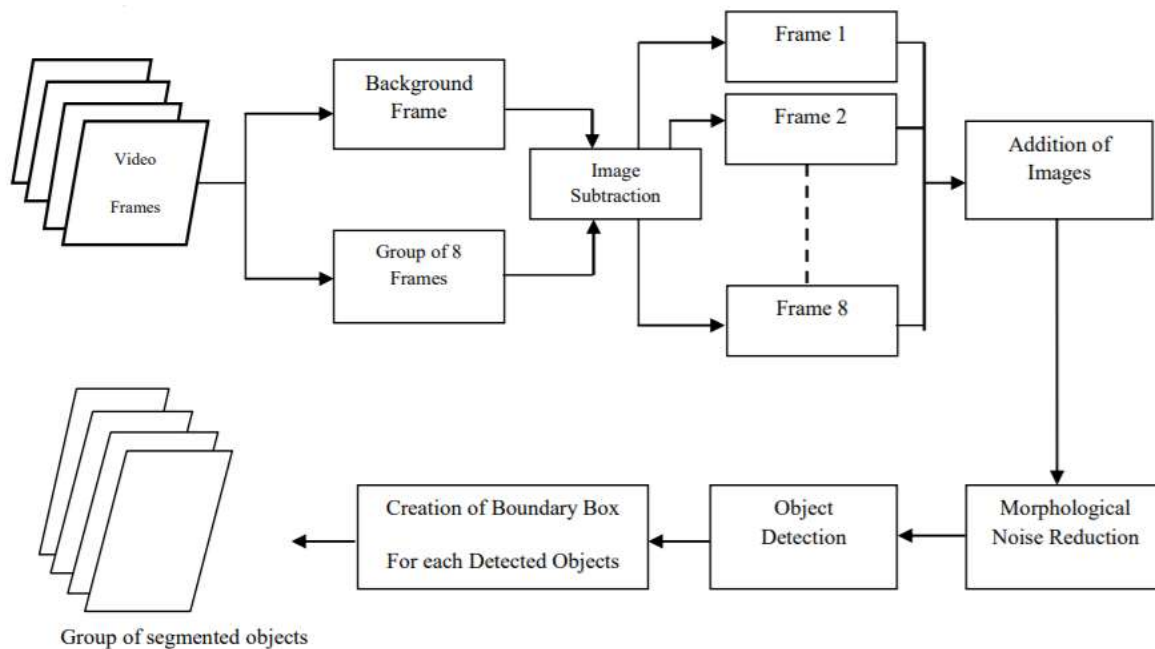 Video
Frames
Background
Frame
Group of 8
Frames
Image
Subtraction
Frame 1
Frame 2
Frame 8
Addition of
Images
Morphological
Noise Reduction
Object
Detection
Creation of Boundary Box
For each Detected Objects
Group of segmented objects